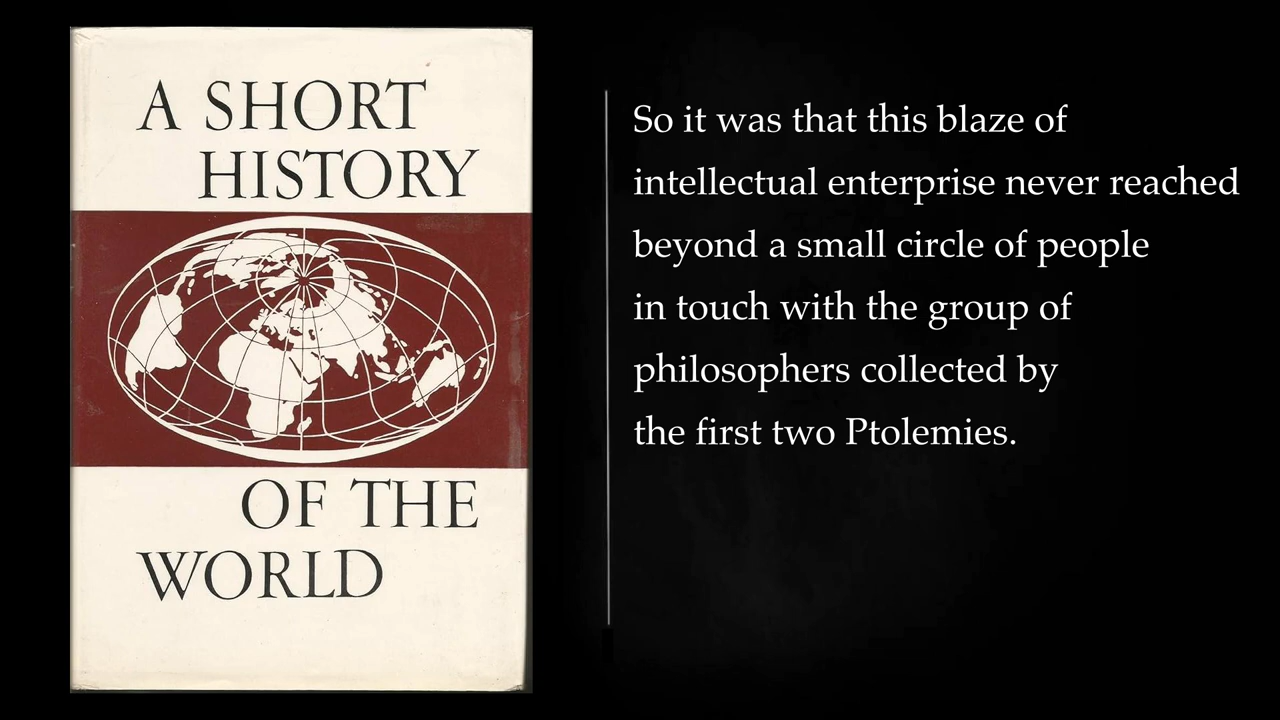 A SHORT
HISTORY
OF THE
WORLD
So it was that this blaze of
intellectual enterprise never reached
beyond a small circle of people
in touch with the group of
philosophers collected by
the first two Ptolemies.